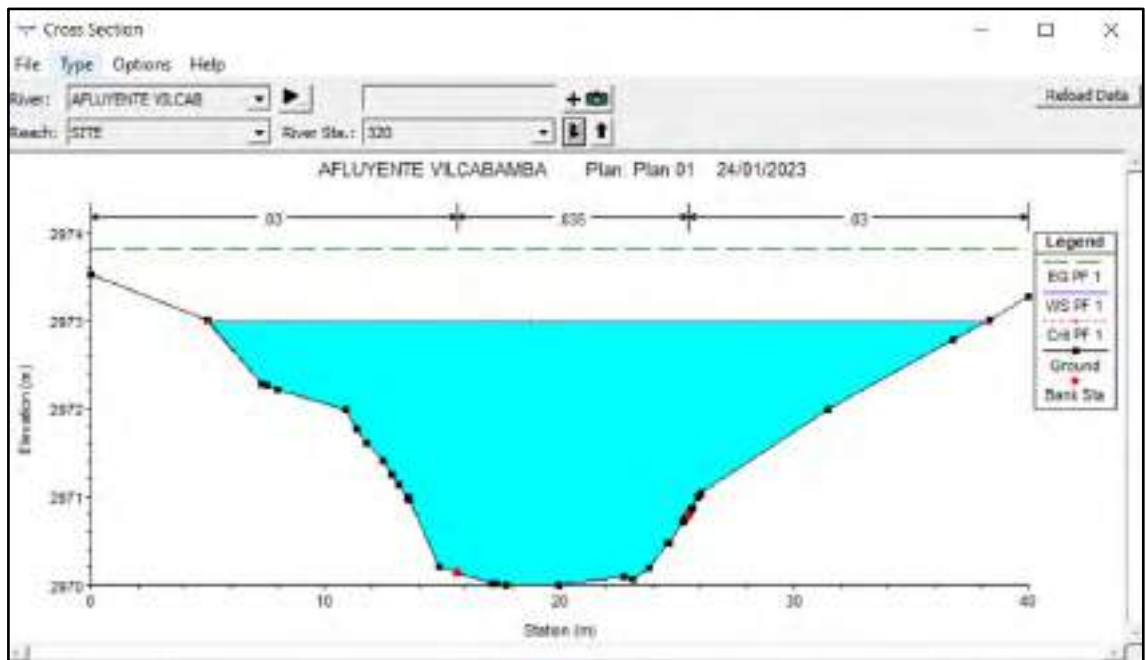 Cross Section
File Type Options Help
River: AFLUYENTE VILCAB
Reload Data
Reach: SITE River Sta.: 320
AFLUYENTE VILCABAMBA Plan: Plan 01 24/01/2023
.03 .035 .03
Legend
EG PF 1
WS PF 1
Crit PF 1
Ground
Bank Sta
2974
2973
2972
2971
2970
Elevation (m)
0 10 20 30 40
Station (m)